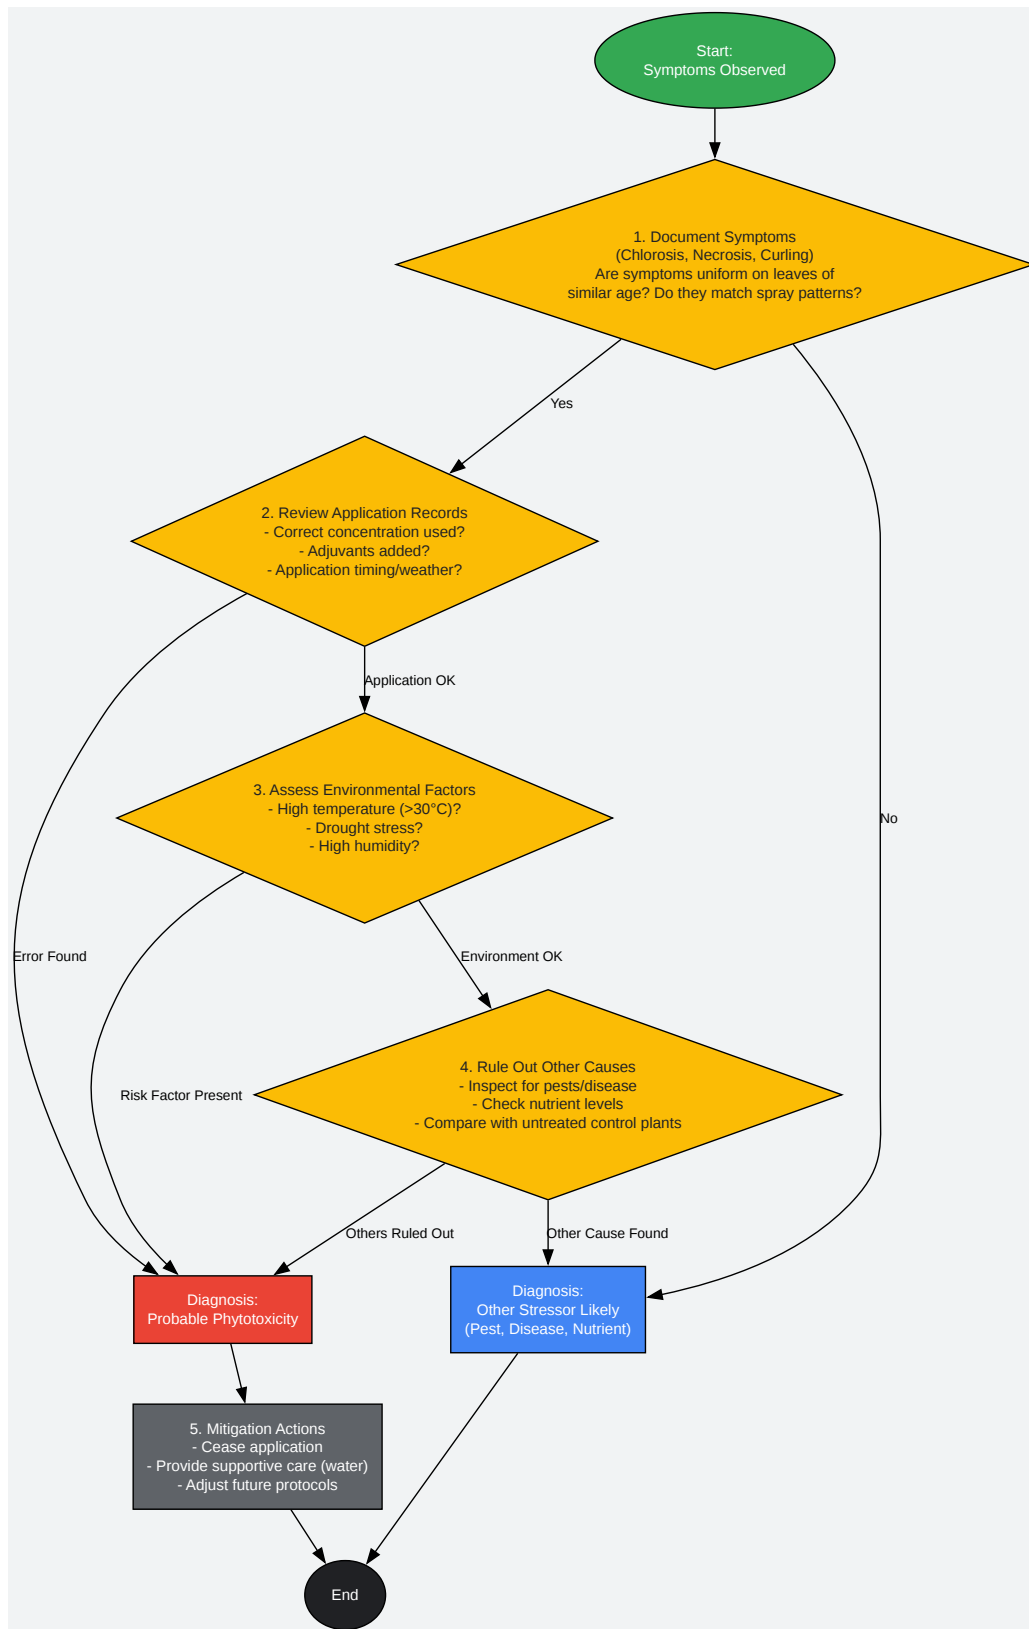 Start:
Symptoms Observed
1. Document Symptoms
(Chlorosis, Necrosis, Curling)
Are symptoms uniform on leaves of
similar age? Do they match spray patterns?
Yes
2. Review Application Records
- Correct concentration used?
- Adjuvants added?
- Application timing/weather?
Application OK
3. Assess Environmental Factors
- High temperature (>30°C)?
- Drought stress?
- High humidity?
No
Error Found
Environment OK
4. Rule Out Other Causes
- Inspect for pests/disease
- Check nutrient levels
- Compare with untreated control plants
Risk Factor Present
Others Ruled Out
Other Cause Found
Diagnosis:
Probable Phytotoxicity
Diagnosis:
Other Stressor Likely
(Pest, Disease, Nutrient)
5. Mitigation Actions
- Cease application
- Provide supportive care (water)
- Adjust future protocols
End